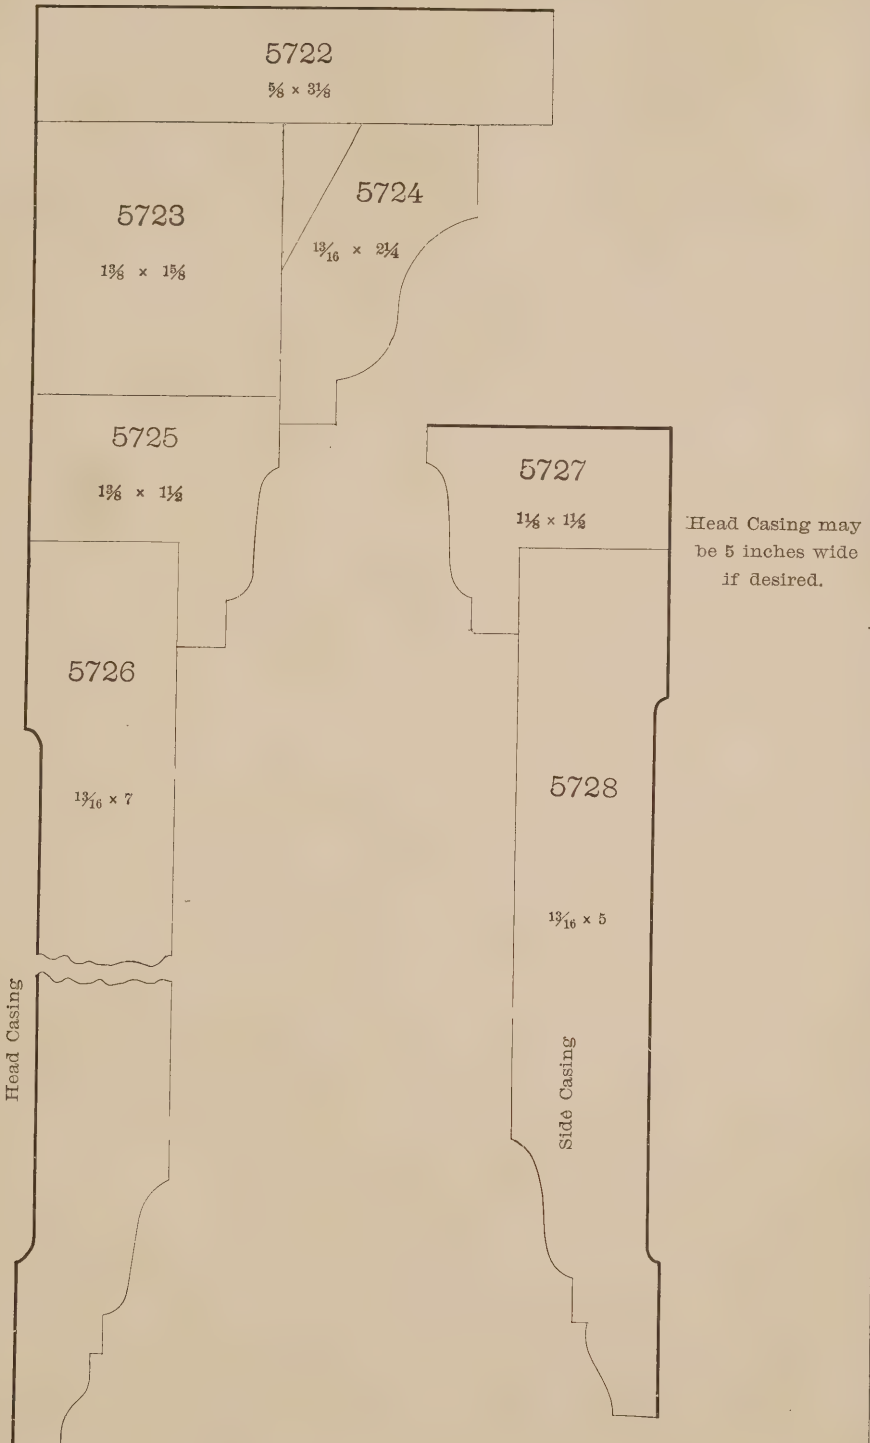 5722
⅝ × 3⅛
5723
1⅜ × 1⅝
5724
13/16 × 2¼
5725
1⅜ × 1½
5726
13/16 × 7
Head Casing
5727
1⅛ × 1½
Head Casing may
be 5 inches wide
if desired.
5728
13/16 × 5
Side Casing